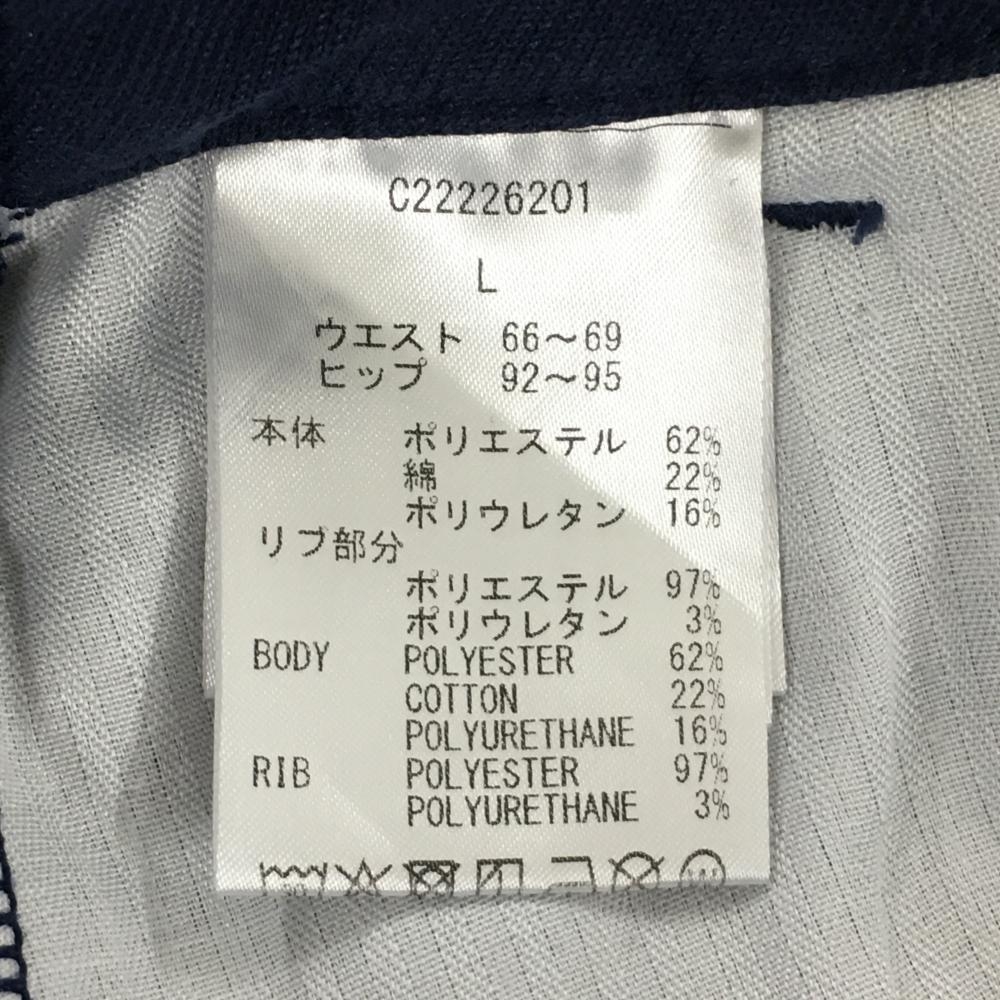 C22226201
L
ウエスト 66～69
ヒップ 92～95
本体 ポリエステル 62%
綿 22%
ポリウレタン 16%
リブ部分
ポリエステル 97%
ポリウレタン 3%
BODY POLYESTER 62%
COTTON 22%
POLYURETHANE 16%
RIB POLYESTER 97%
POLYURETHANE 3%